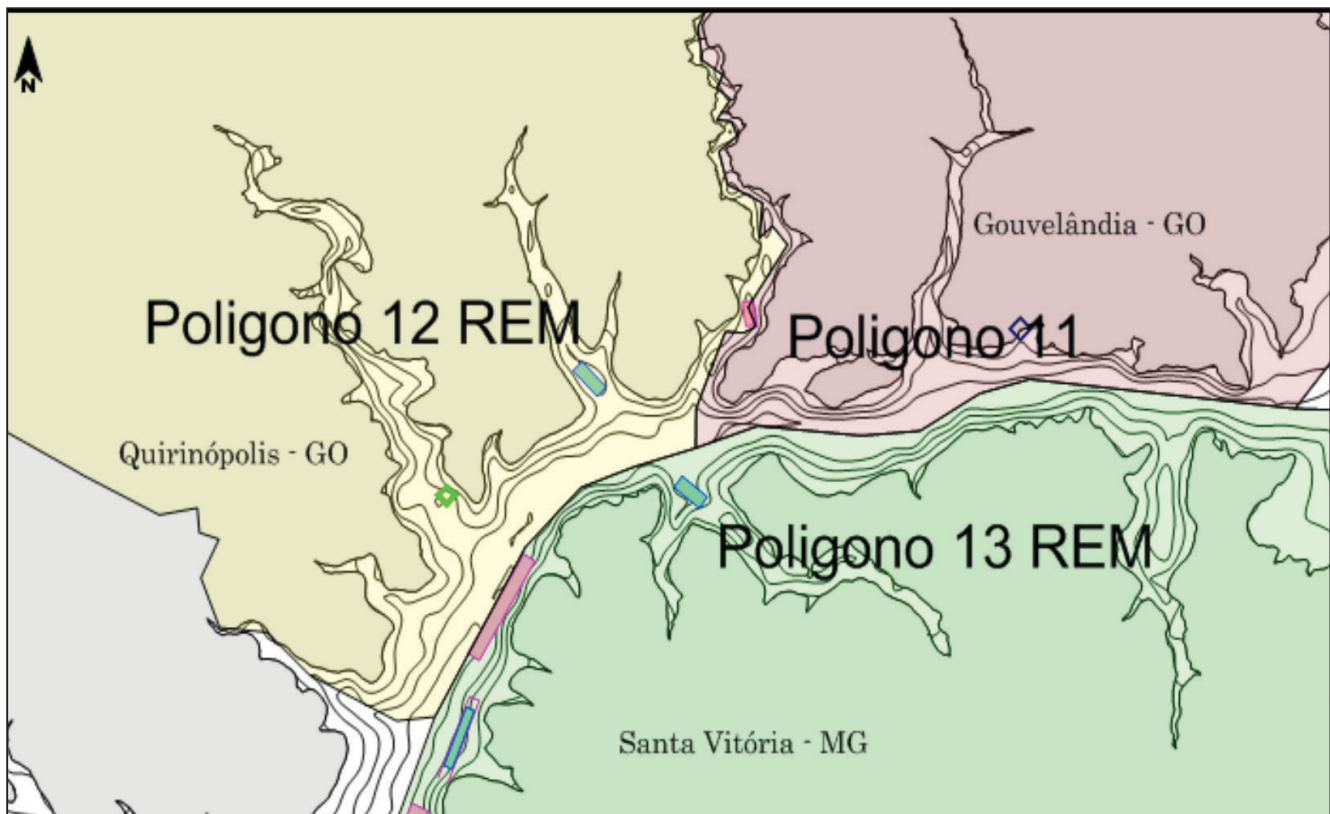 N
Gouvelândia - GO
Poligono 12 REM
Poligono 11
Quirinópolis - GO
Poligono 13 REM
Santa Vitória - MG